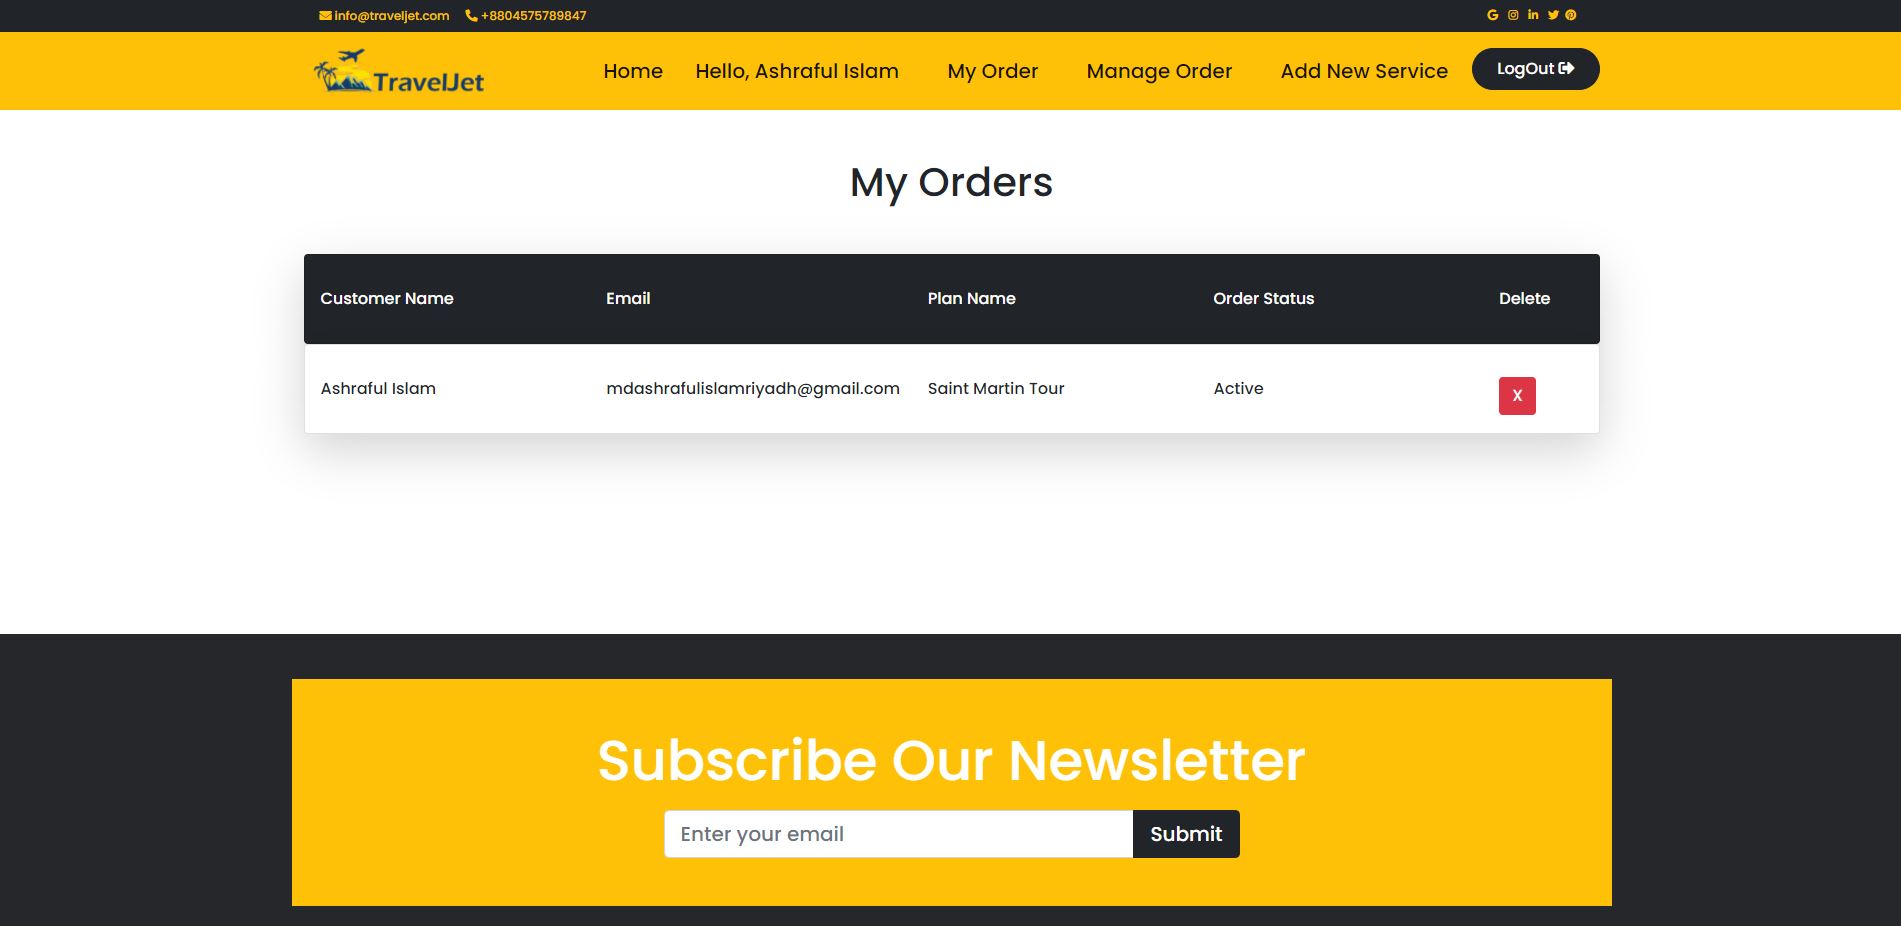 info@traveljet.com +8804575789847
TravelJet Home Hello, Ashraful Islam My Order Manage Order Add New Service LogOut
My Orders
Customer Name Email Plan Name Order Status Delete
Ashraful Islam mdashrafulislamriyadh@gmail.com Saint Martin Tour Active X
Subscribe Our Newsletter
Enter your email Submit